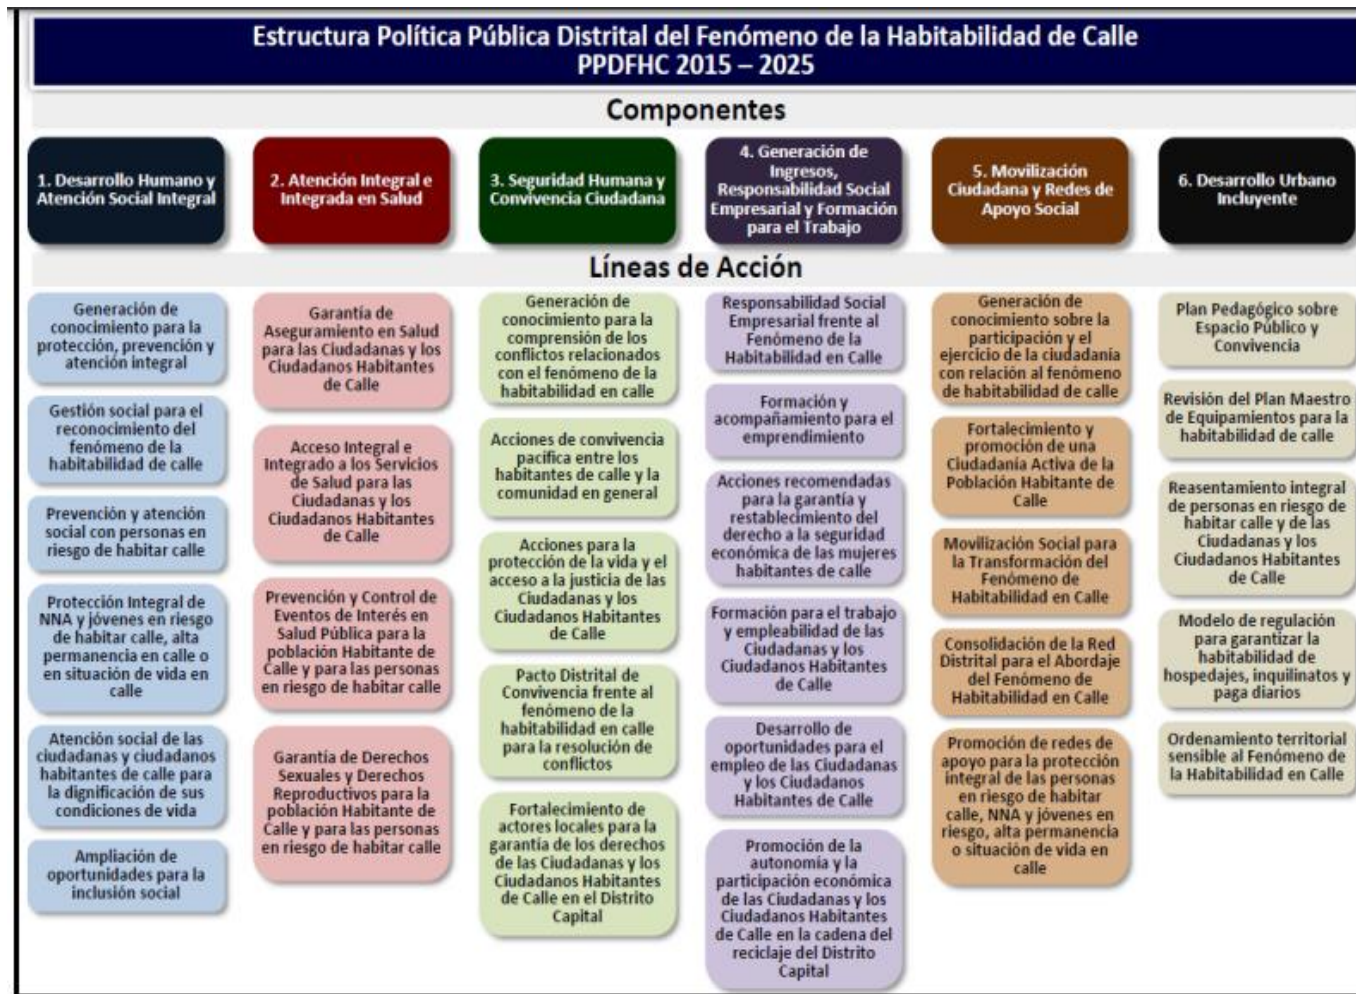 Estructura Política Pública Distrital del Fenómeno de la Habitabilidad de Calle
PPDFHC 2015 – 2025
Componentes
1. Desarrollo Humano y
Atención Social Integral
2. Atención Integral e
Integrada en Salud
3. Seguridad Humana y
Convivencia Ciudadana
4. Generación de
Ingresos,
Responsabilidad Social
Empresarial y Formación
para el Trabajo
5. Movilización
Ciudadana y Redes de
Apoyo Social
6. Desarrollo Urbano
Incluyente
Líneas de Acción
Generación de
conocimiento para la
protección, prevención y
atención integral
Gestión social para el
reconocimiento del
fenómeno de la
habitabilidad de calle
Prevención y atención
social con personas en
riesgo de habitar calle
Protección Integral de
NNA y jóvenes en riesgo
de habitar calle, alta
permanencia en calle o
en situación de vida en
calle
Atención social de las
ciudadanas y ciudadanos
habitantes de calle para
la dignificación de sus
condiciones de vida
Ampliación de
oportunidades para la
inclusión social
Garantía de
Aseguramiento en Salud
para las Ciudadanas y los
Ciudadanos Habitantes
de Calle
Acceso Integral e
Integrado a los Servicios
de Salud para las
Ciudadanas y los
Ciudadanos Habitantes
de Calle
Prevención y Control de
Eventos de Interés en
Salud Pública para la
población Habitante de
Calle y para las personas
en riesgo de habitar calle
Garantía de Derechos
Sexuales y Derechos
Reproductivos para la
población Habitante de
Calle y para las personas
en riesgo de habitar calle
Generación de
conocimiento para la
comprensión de los
conflictos relacionados
con el fenómeno de la
habitabilidad en calle
Acciones de convivencia
pacífica entre los
habitantes de calle y la
comunidad en general
Acciones para la
protección de la vida y el
acceso a la justicia de las
Ciudadanas y los
Ciudadanos Habitantes
de Calle
Pacto Distrital de
Convivencia frente al
fenómeno de la
habitabilidad en calle
para la resolución de
conflictos
Fortalecimiento de
actores locales para la
garantía de los derechos
de las Ciudadanas y los
Ciudadanos Habitantes
de Calle en el Distrito
Capital
Responsabilidad Social
Empresarial frente al
Fenómeno de la
Habitabilidad en Calle
Formación y
acompañamiento para el
emprendimiento
Acciones recomendadas
para la garantía y
restablecimiento del
derecho a la seguridad
económica de las mujeres
habitantes de calle
Formación para el trabajo
y empleabilidad de las
Ciudadanas y los
Ciudadanos Habitantes
de Calle
Desarrollo de
oportunidades para el
empleo de las Ciudadanas
y los Ciudadanos
Habitantes de Calle
Promoción de la
autonomía y la
participación económica
de las Ciudadanas y los
Ciudadanos Habitantes
de Calle en la cadena del
reciclaje del Distrito
Capital
Generación de
conocimiento sobre la
participación y el
ejercicio de la ciudadanía
con relación al fenómeno
de habitabilidad de calle
Fortalecimiento y
promoción de una
Ciudadanía Activa de la
Población Habitante de
Calle
Movilización Social para
la Transformación del
Fenómeno de
Habitabilidad en Calle
Consolidación de la Red
Distrital para el Abordaje
del Fenómeno de
Habitabilidad en Calle
Promoción de redes de
apoyo para la protección
integral de las personas
en riesgo de habitar
calle, NNA y jóvenes en
riesgo, alta permanencia
o situación de vida en
calle
Plan Pedagógico sobre
Espacio Público y
Convivencia
Revisión del Plan Maestro
de Equipamientos para la
habitabilidad de calle
Reasentamiento integral
de personas en riesgo de
habitar calle y de las
Ciudadanas y los
Ciudadanos Habitantes
de Calle
Modelo de regulación
para garantizar la
habitabilidad de
hospedajes, inquilinatos y
paga diarios
Ordenamiento territorial
sensible al Fenómeno de
la Habitabilidad en Calle